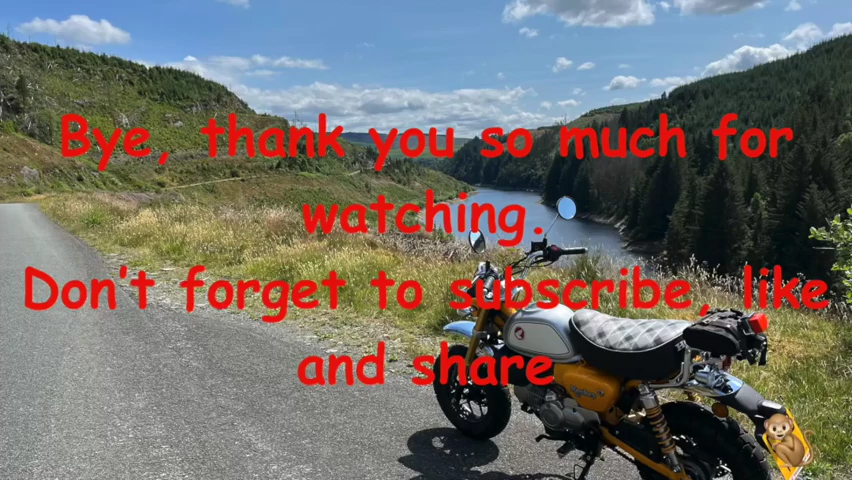 Bye, thank you so much for
watching.
Don't forget to subscribe, like
and share